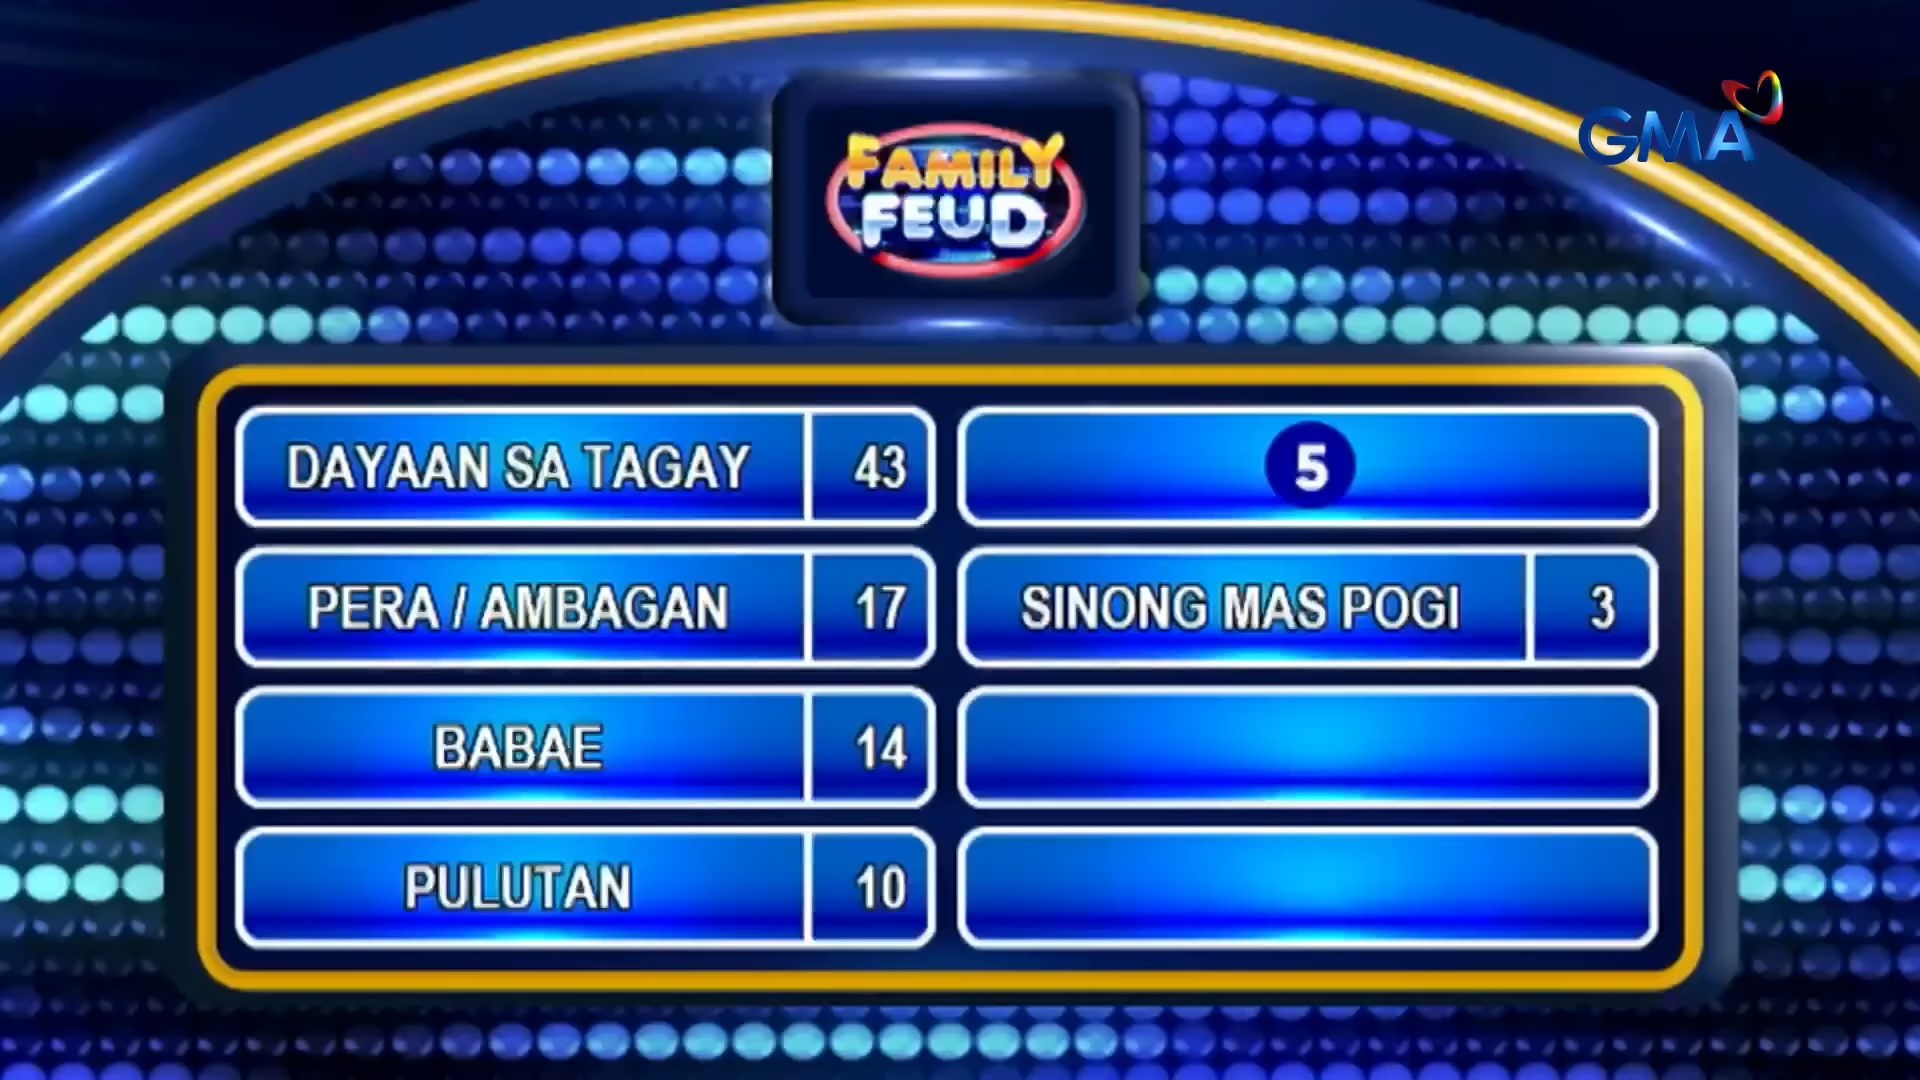 FAMILY
FEUD
GMA
DAYAAN SA TAGAY 43
PERA / AMBAGAN 17
BABAE 14
PULUTAN 10
5
SINONG MAS POGI 3